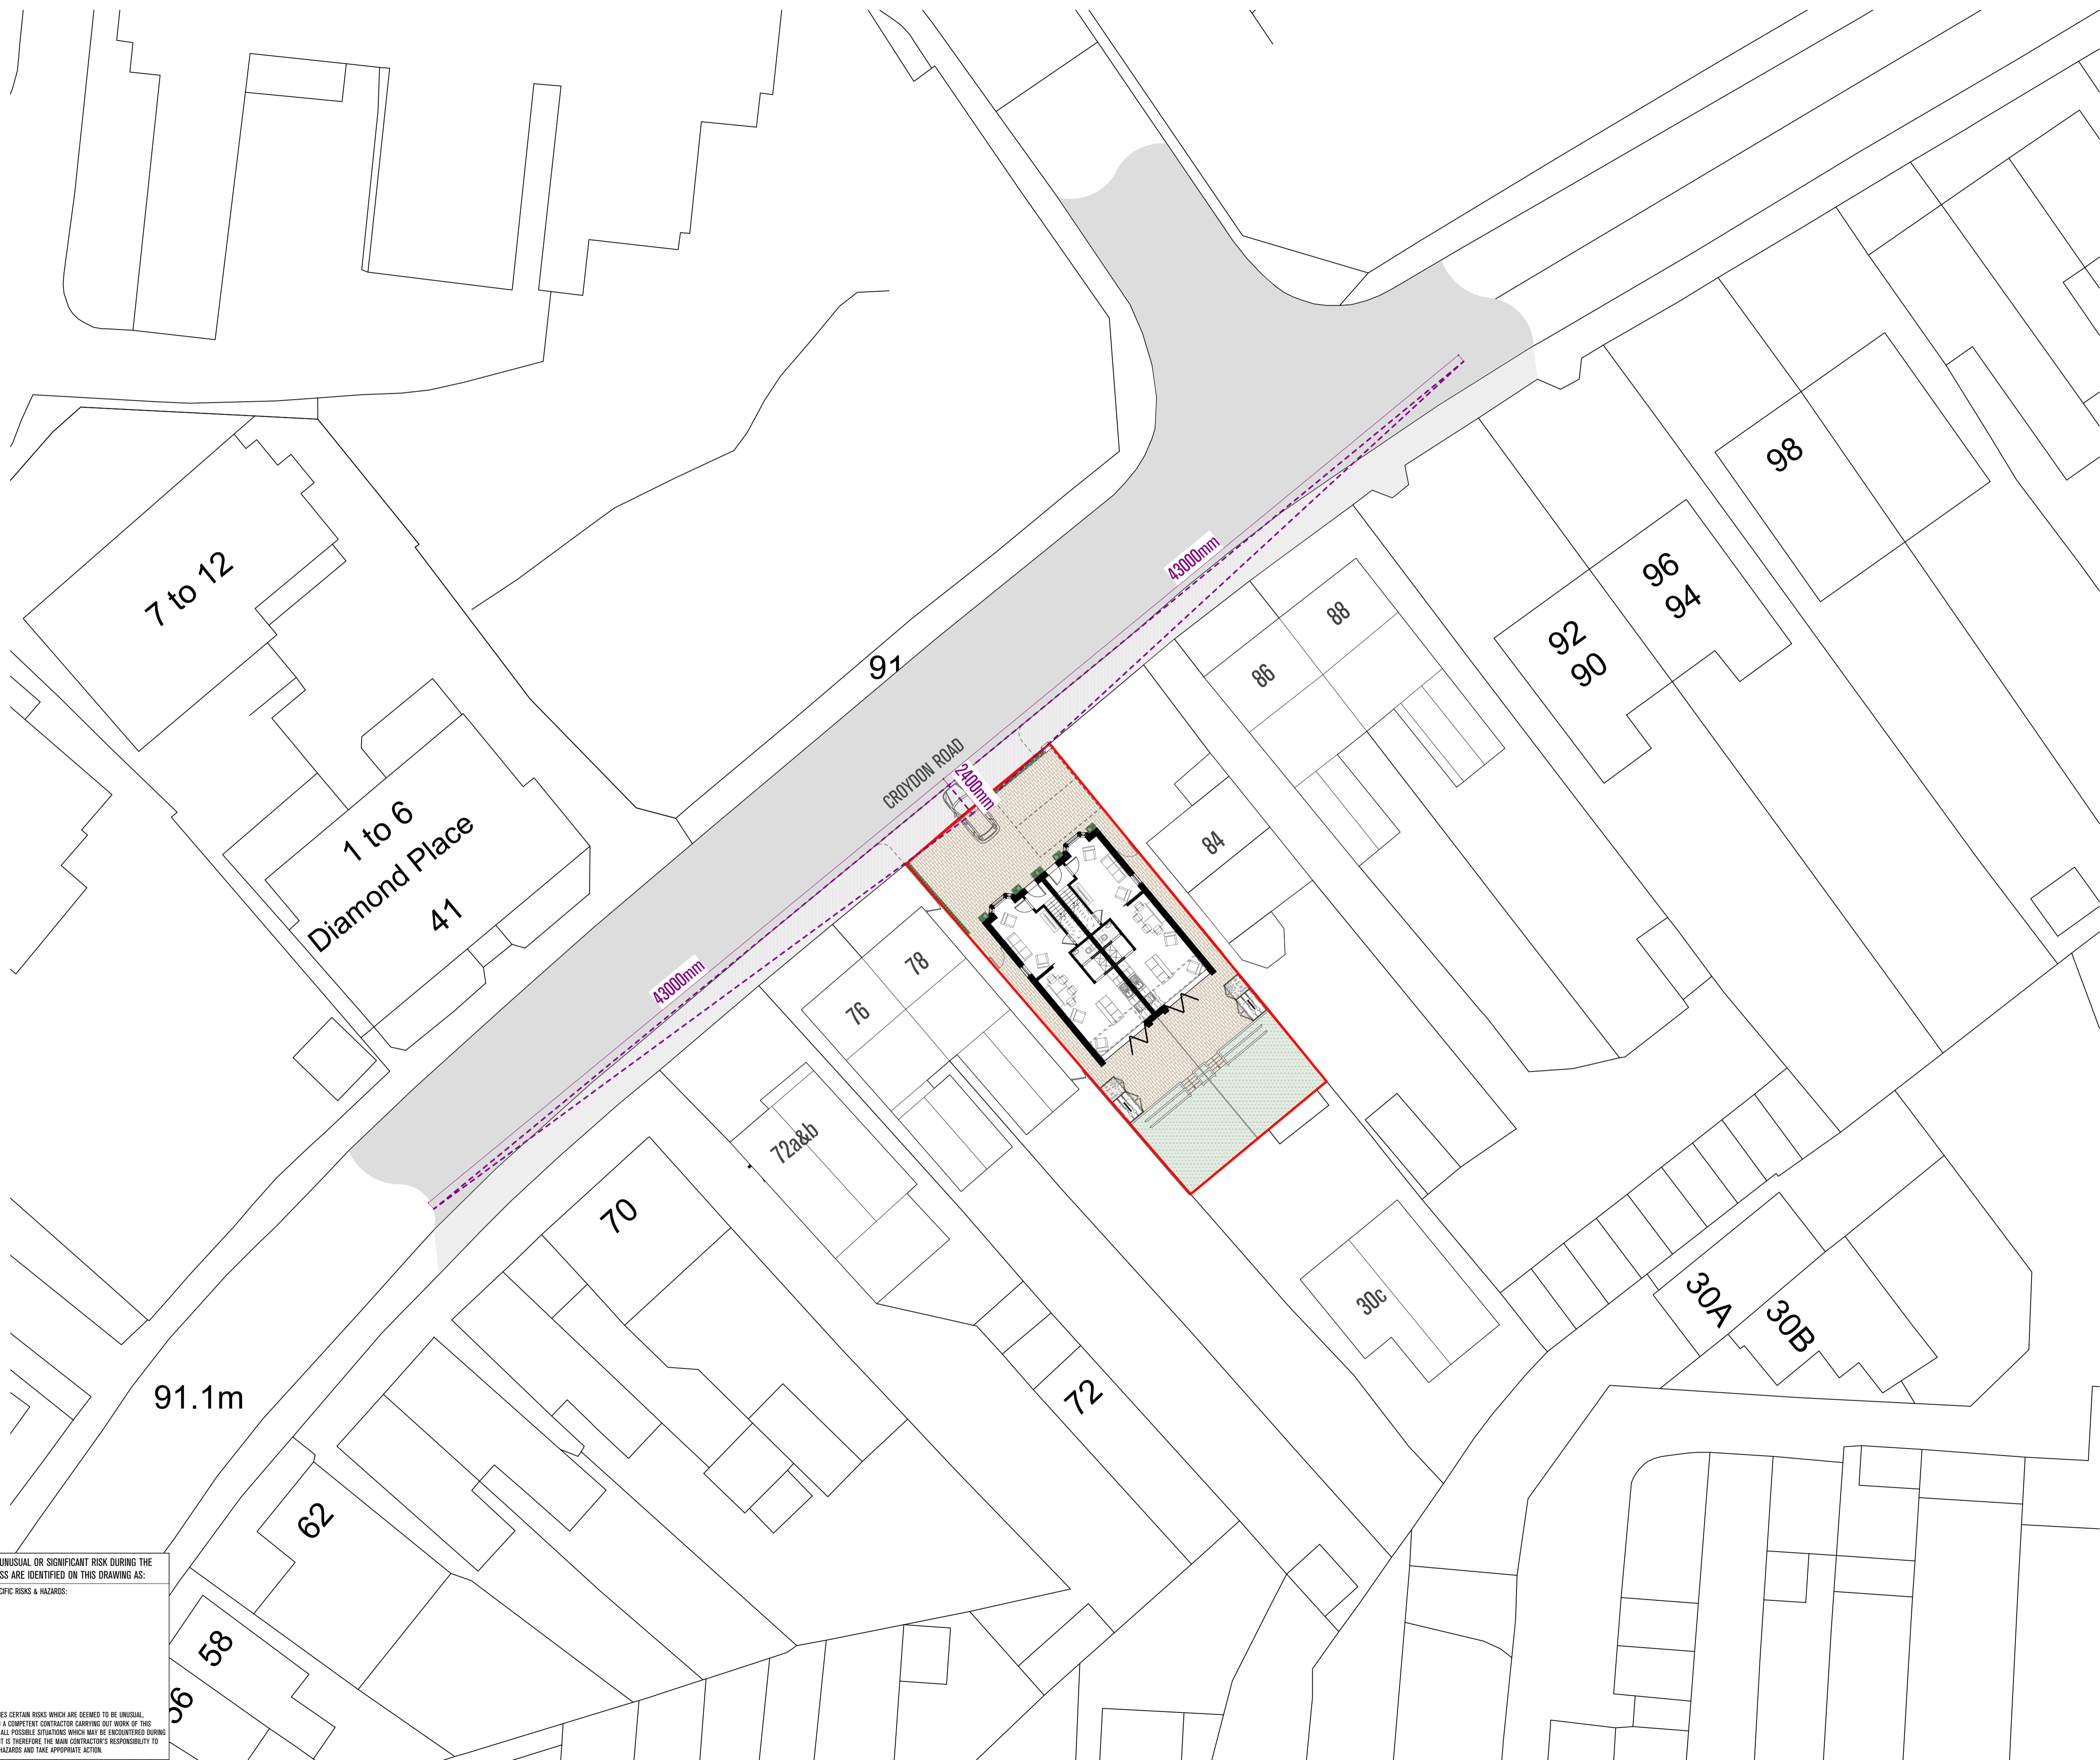 98
7 to 12
96
94
92
90
88
86
91
43000mm
CROYDON ROAD
2400mm
84
1 to 6
Diamond Place
41
78
76
43000mm
72a&b
70
30c
30A
30B
72
91.1m
62
58
56
UNUSUAL OR SIGNIFICANT RISK DURING THE
SS ARE IDENTIFIED ON THIS DRAWING AS:
CIFIC RISKS & HAZARDS:
IES CERTAIN RISKS WHICH ARE DEEMED TO BE UNUSUAL,
A COMPETENT CONTRACTOR CARRYING OUT WORK OF THIS
ALL POSSIBLE SITUATIONS WHICH MAY BE ENCOUNTERED DURING
IT IS THEREFORE THE MAIN CONTRACTOR'S RESPONSIBILITY TO
HAZARDS AND TAKE APPOPRIATE ACTION.